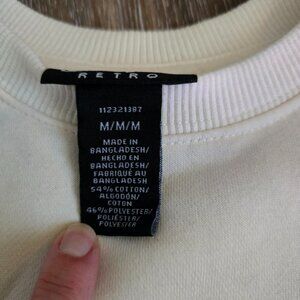 RETRO
112321387
M/M/M
MADE IN
BANGLADESH/
HECHO EN
BANGLADESH/
FABRIQUÉ AU
BANGLADESH
54% COTTON/
ALGODÓN/
COTON
46% POLYESTER/
POLIÉSTER/
POLYESTER